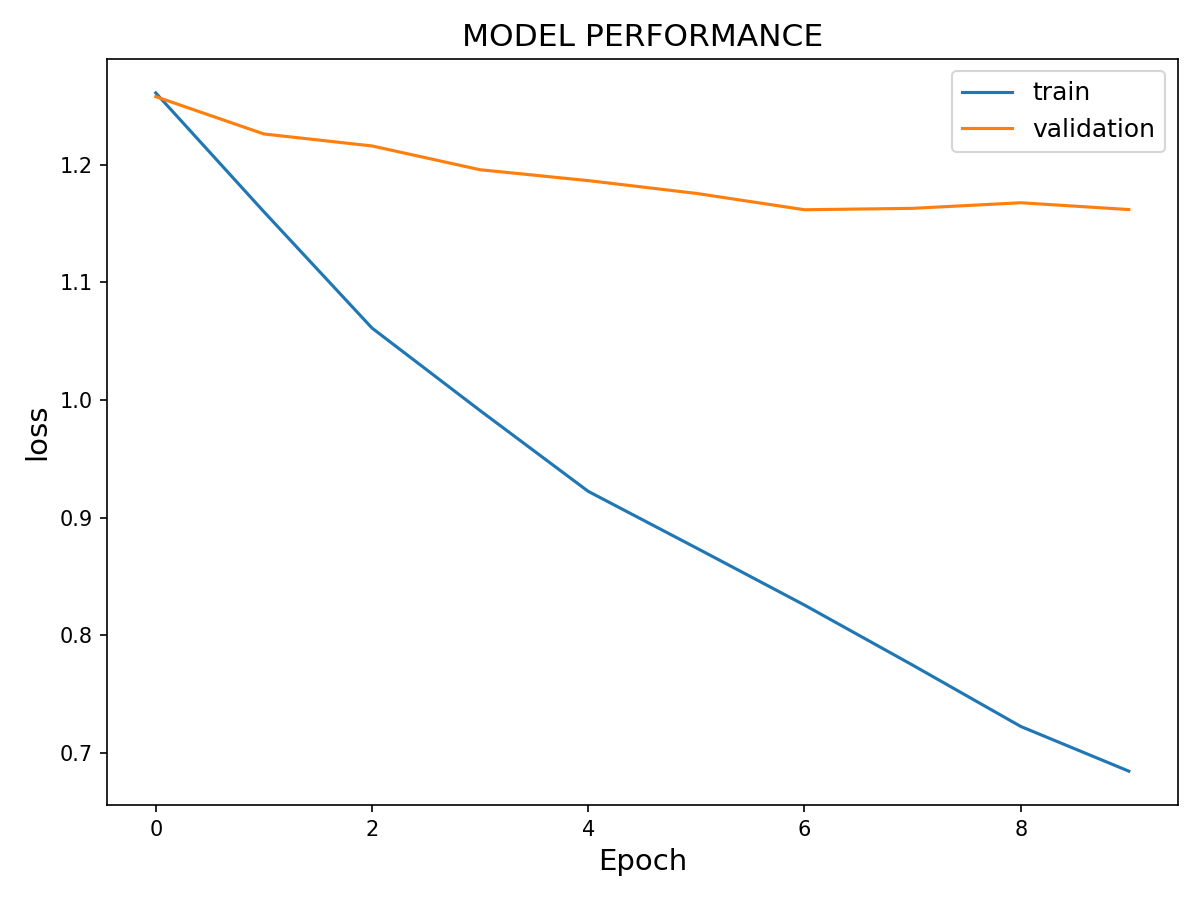 MODEL PERFORMANCE
train
validation
1.2
1.1
1.0
0.9
0.8
0.7
loss
0 2 4 6 8
Epoch